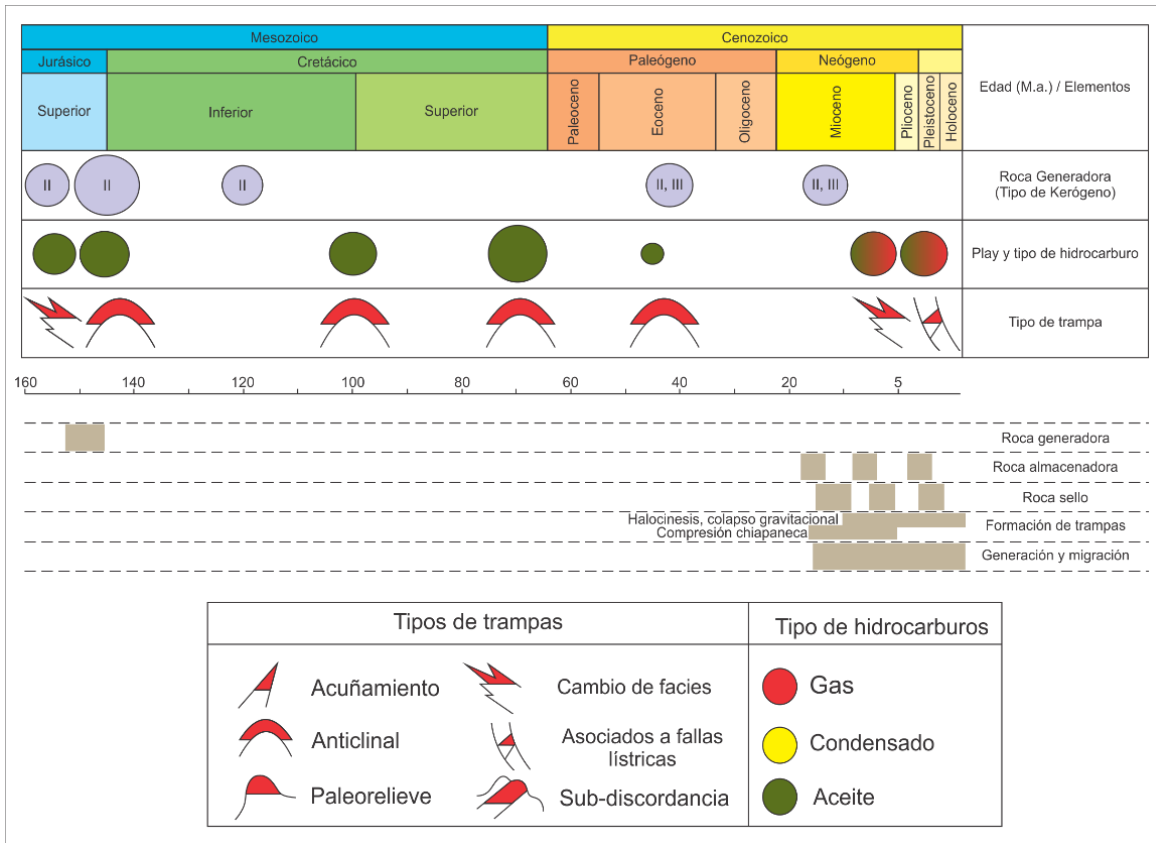 Mesozoico
Cenozoico
Edad (M.a.) / Elementos
Jurásico
Cretácico
Paleógeno
Neógeno
Superior
Inferior
Superior
Paleoceno
Eoceno
Oligoceno
Mioceno
Plioceno
Pleistoceno
Holoceno
II
II
II
II, III
II, III
Roca Generadora
(Tipo de Kerógeno)
Play y tipo de hidrocarburo
Tipo de trampa
160
140
120
100
80
60
40
20
5
Roca generadora
Roca almacenadora
Roca sello
Halocinesis, colapso gravitacional
Compresión chiapaneca
Formación de trampas
Generación y migración
Tipos de trampas
Tipo de hidrocarburos
Acuñamiento
Cambio de facies
Gas
Anticlinal
Asociados a fallas
lístricas
Condensado
Paleorelieve
Sub-discordancia
Aceite